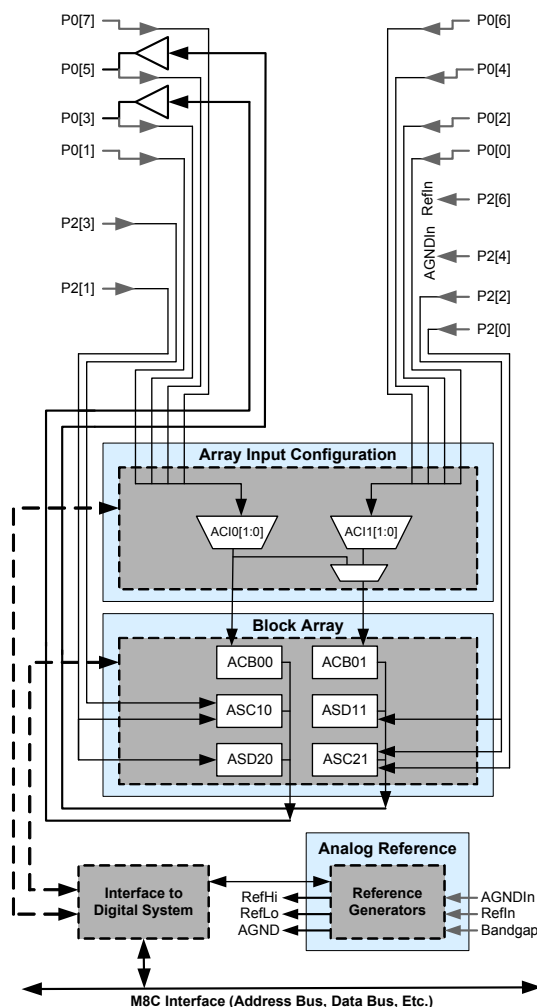 P0[7]
P0[6]
P0[5]
P0[4]
P0[3]
P0[2]
P0[1]
P0[0]
RefIn
P2[6]
P2[3]
AGNDIn
P2[4]
P2[1]
P2[2]
P2[0]
Array Input Configuration
ACI0[1:0]
ACI1[1:0]
Block Array
ACB00
ACB01
ASC10
ASD11
ASD20
ASC21
Analog Reference
Interface to
Digital System
RefHi
RefLo
AGND
Reference
Generators
AGNDIn
RefIn
Bandgap
M8C Interface (Address Bus, Data Bus, Etc.)